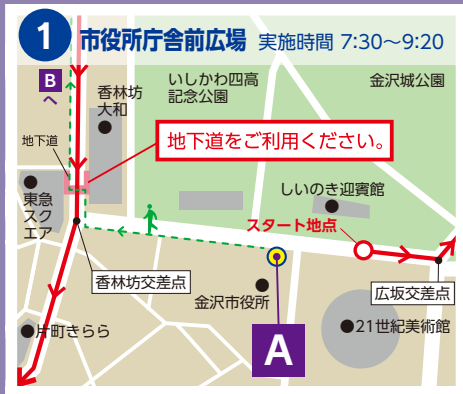 1 市役所庁舎前広場 実施時間 7:30～9:20
B
へ
香林坊
大和
いしかわ四高
記念公園
金沢城公園
地下道
地下道をご利用ください。
東急
スク
エア
しいのき迎賓館
スタート地点
香林坊交差点
広坂交差点
金沢市役所
A
片町きらら
21世紀美術館